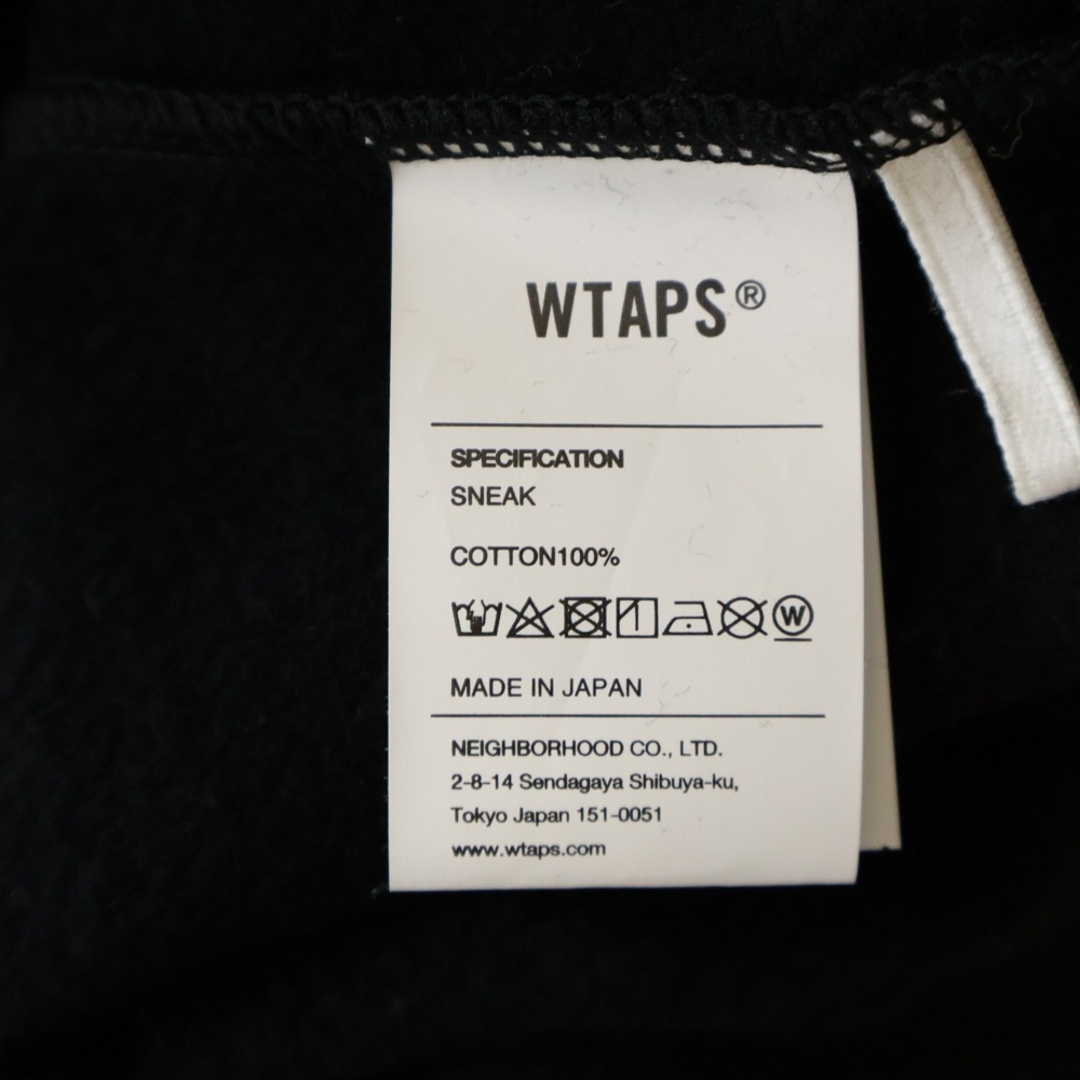 WTAPS®
SPECIFICATION
SNEAK
COTTON100%
W
MADE IN JAPAN
NEIGHBORHOOD CO., LTD.
2-8-14 Sendagaya Shibuya-ku,
Tokyo Japan 151-0051
www.wtaps.com